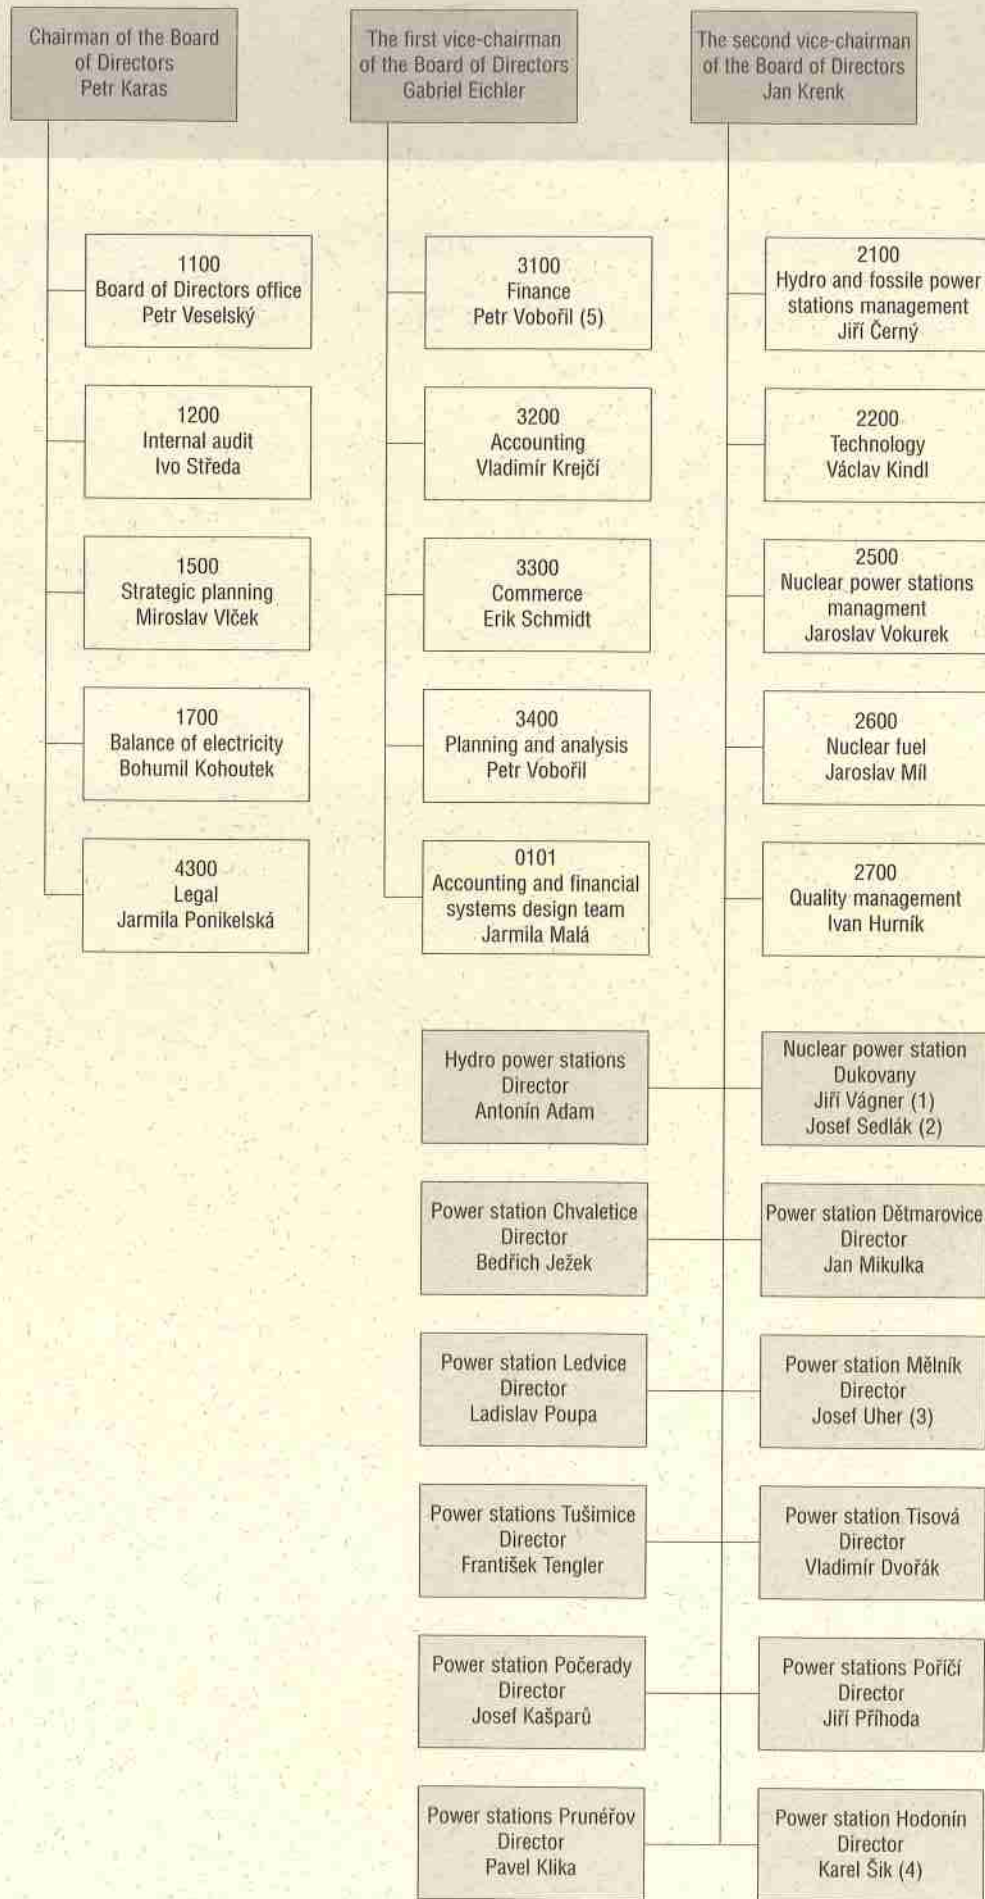 Chairman of the Board
of Directors
Petr Karas
The first vice-chairman
of the Board of Directors
Gabriel Eichler
The second vice-chairman
of the Board of Directors
Jan Krenk
1100
Board of Directors office
Petr Veselský
3100
Finance
Petr Vobořil (5)
2100
Hydro and fossile power
stations management
Jiří Černý
1200
Internal audit
Ivo Středa
3200
Accounting
Vladimír Krejčí
2200
Technology
Václav Kindl
1500
Strategic planning
Miroslav Vlček
3300
Commerce
Erik Schmidt
2500
Nuclear power stations
managment
Jaroslav Vokurek
1700
Balance of electricity
Bohumil Kohoutek
3400
Planning and analysis
Petr Vobořil
2600
Nuclear fuel
Jaroslav Míl
4300
Legal
Jarmila Ponikelská
0101
Accounting and financial
systems design team
Jarmila Malá
2700
Quality management
Ivan Hurník
Hydro power stations
Director
Antonín Adam
Nuclear power station
Dukovany
Jiří Vágner (1)
Josef Sedlák (2)
Power station Chvaletice
Director
Bedřich Ježek
Power station Dětmarovice
Director
Jan Mikulka
Power station Ledvice
Director
Ladislav Poupa
Power station Mělník
Director
Josef Uher (3)
Power stations Tušimice
Director
František Tengler
Power station Tisová
Director
Vladimír Dvořák
Power station Počerady
Director
Josef Kašparů
Power stations Poříčí
Director
Jiří Příhoda
Power stations Prunéřov
Director
Pavel Klika
Power station Hodonín
Director
Karel Šik (4)